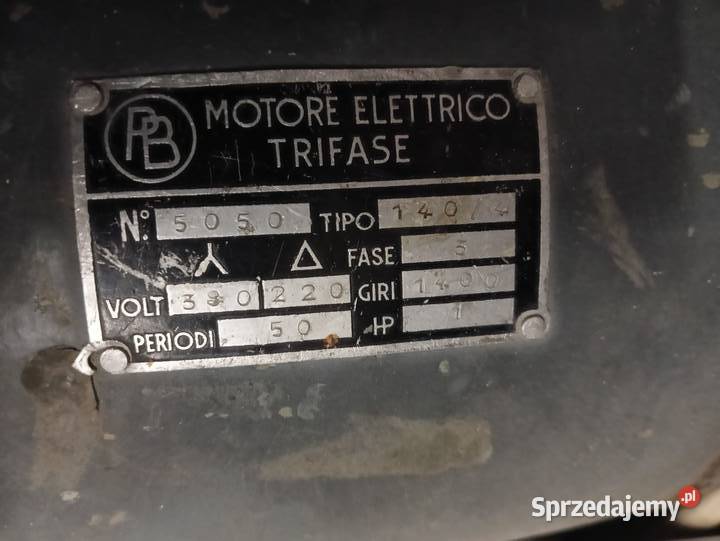 PB MOTORE ELETTRICO
TRIFASE
N° 5050 TIPO 140/4
FASE 3
VOLT 380 220 GIRI 1400
PERIODI 50 HP 1
Sprzedajemy.pl